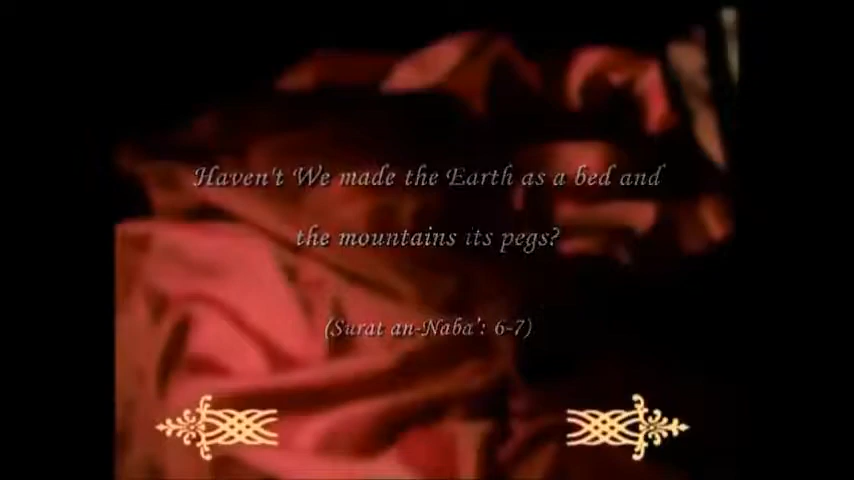 Haven't We made the Earth as a bed and
the mountains its pegs?
(Surat an-Naba': 6-7)